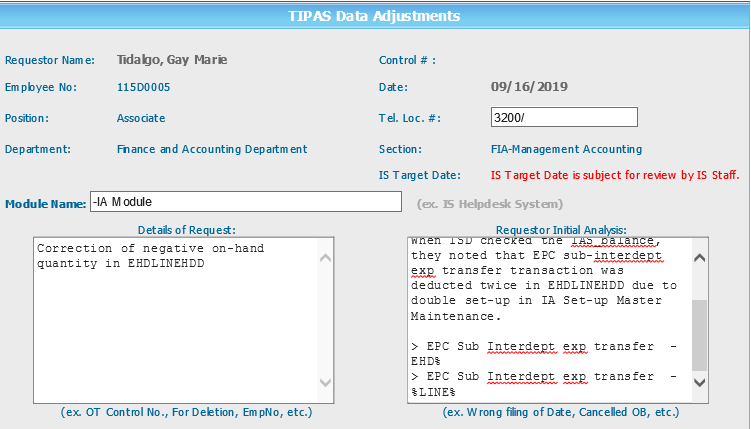 TIPAS Data Adjustments
Requestor Name: Tidalgo, Gay Marie Control # :
Employee No: 115D0005 Date: 09/16/2019
Position: Associate Tel. Loc. #: 3200/
Department: Finance and Accounting Department Section: FIA-Management Accounting
IS Target Date: IS Target Date is subject for review by IS Staff.
Module Name: -IA Module (ex. IS Helpdesk System)
Details of Request:
Correction of negative on-hand
quantity in EHDLINEHDD
(ex. OT Control No., For Deletion, EmpNo, etc.)
Requestor Initial Analysis:
When ISD checked the IAS_balance,
they noted that EPC sub-interdept
exp transfer transaction was
deducted twice in EHDLINEHDD due to
double set-up in IA Set-up Master
Maintenance.
> EPC Sub Interdept exp transfer -
EHD%
> EPC Sub Interdept exp transfer -
%LINE%
(ex. Wrong filing of Date, Cancelled OB, etc.)